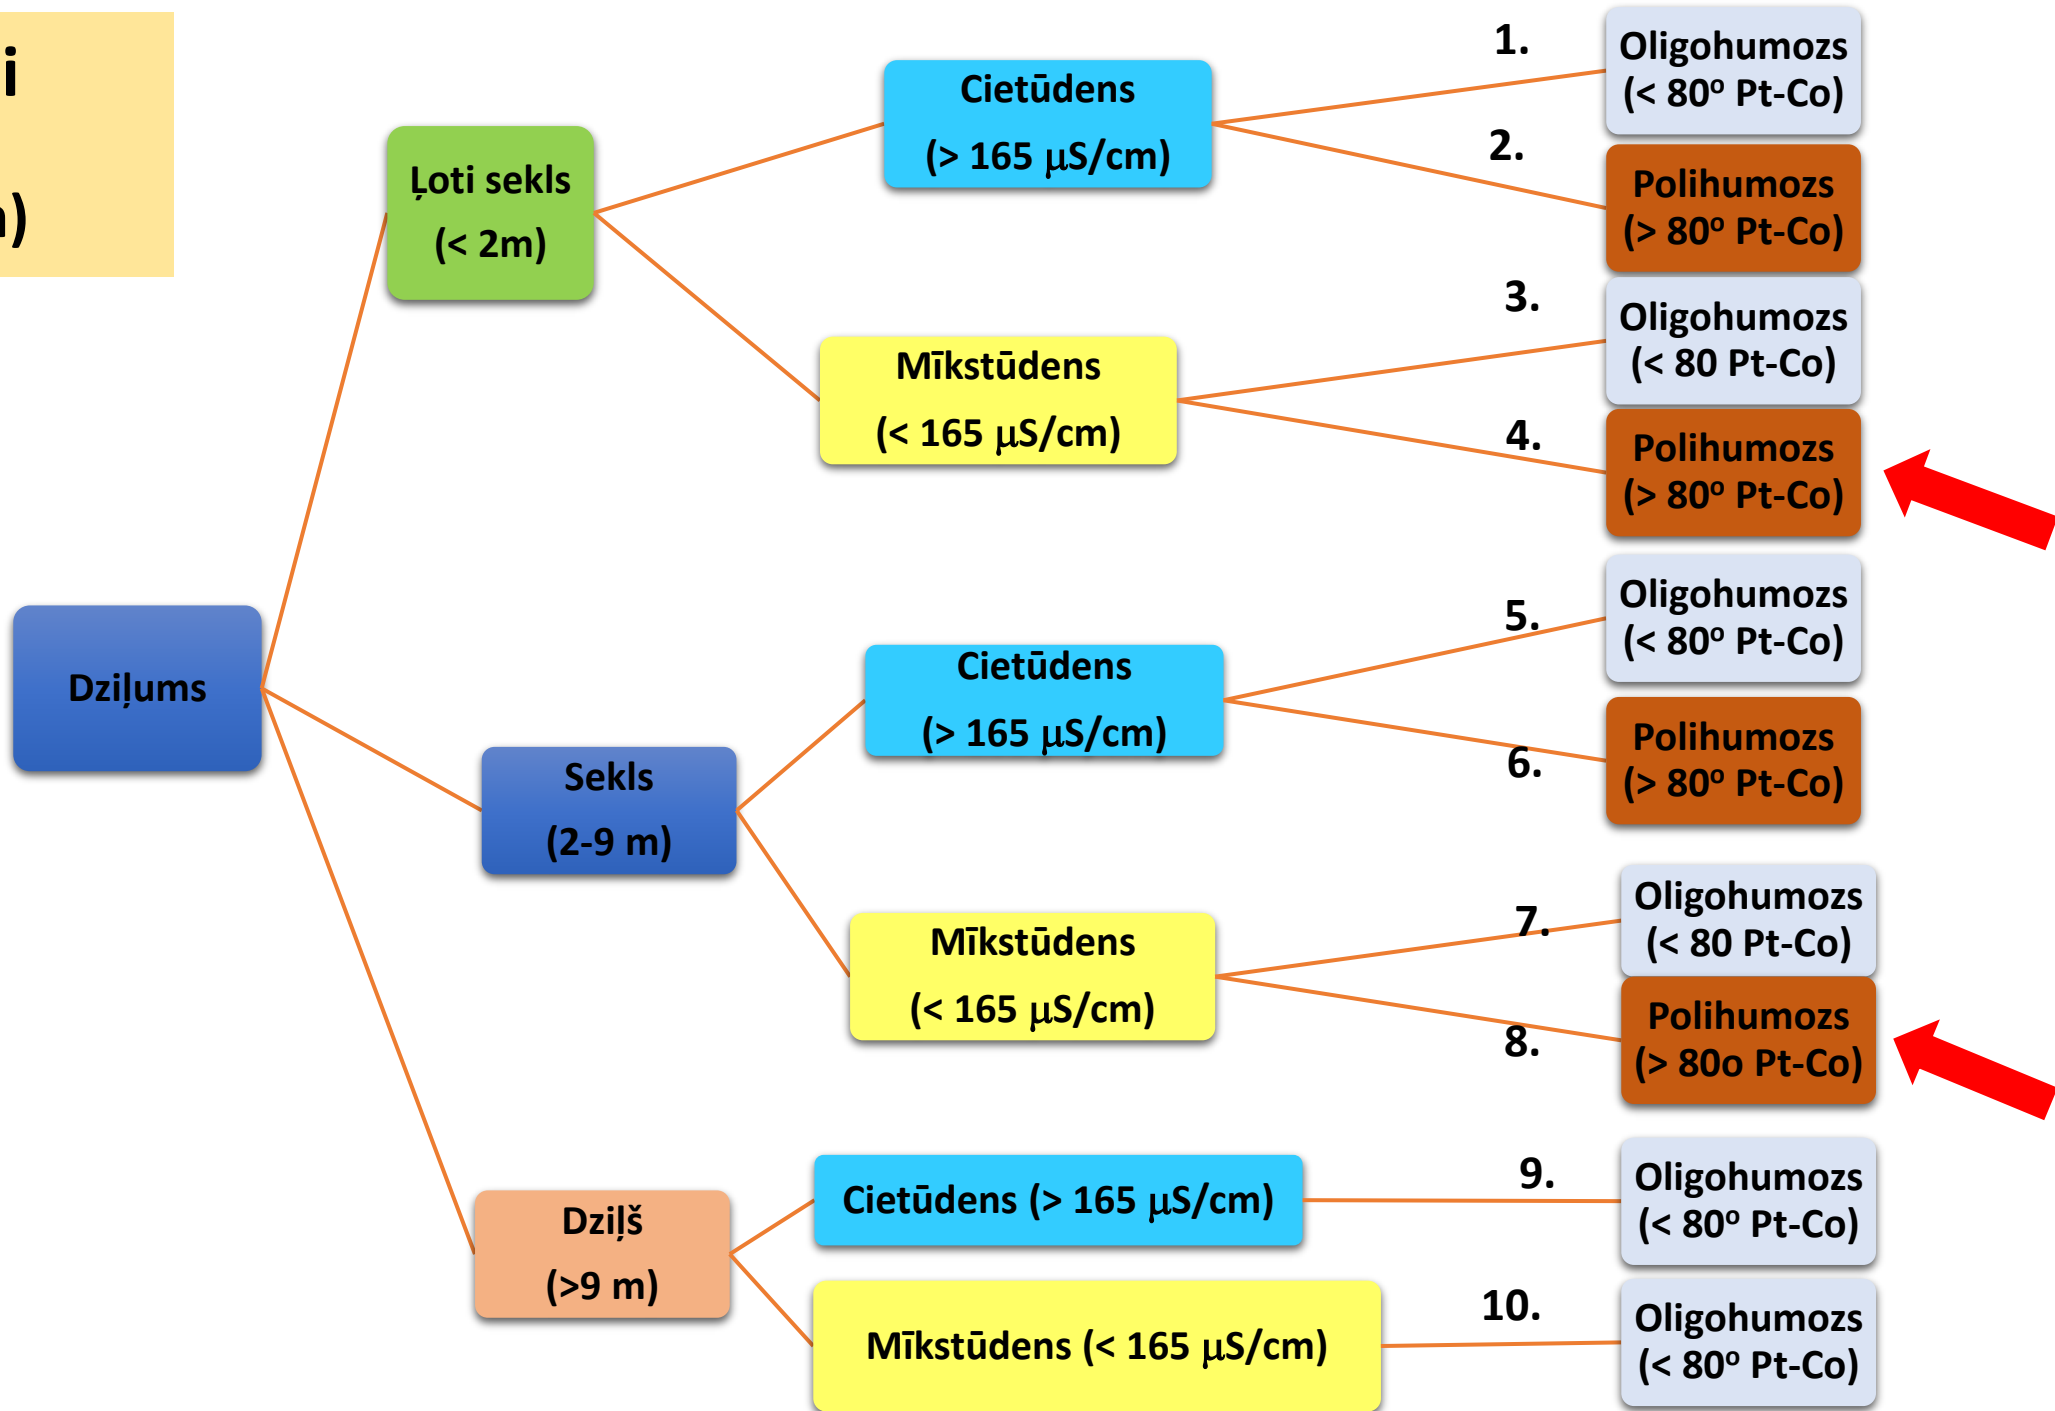 i
)
Dziļums
Ļoti sekls
(< 2m)
Cietūdens
(> 165 µS/cm)
1.
Oligohumozs
(< 80º Pt-Co)
2.
Polihumozs
(> 80º Pt-Co)
Mīkstūdens
(< 165 µS/cm)
3.
Oligohumozs
(< 80 Pt-Co)
4.
Polihumozs
(> 80º Pt-Co)
Sekls
(2-9 m)
Cietūdens
(> 165 µS/cm)
5.
Oligohumozs
(< 80º Pt-Co)
6.
Polihumozs
(> 80º Pt-Co)
Mīkstūdens
(< 165 µS/cm)
7.
Oligohumozs
(< 80 Pt-Co)
8.
Polihumozs
(> 80o Pt-Co)
Dziļš
(>9 m)
Cietūdens (> 165 µS/cm)
9.
Oligohumozs
(< 80º Pt-Co)
Mīkstūdens (< 165 µS/cm)
10.
Oligohumozs
(< 80º Pt-Co)